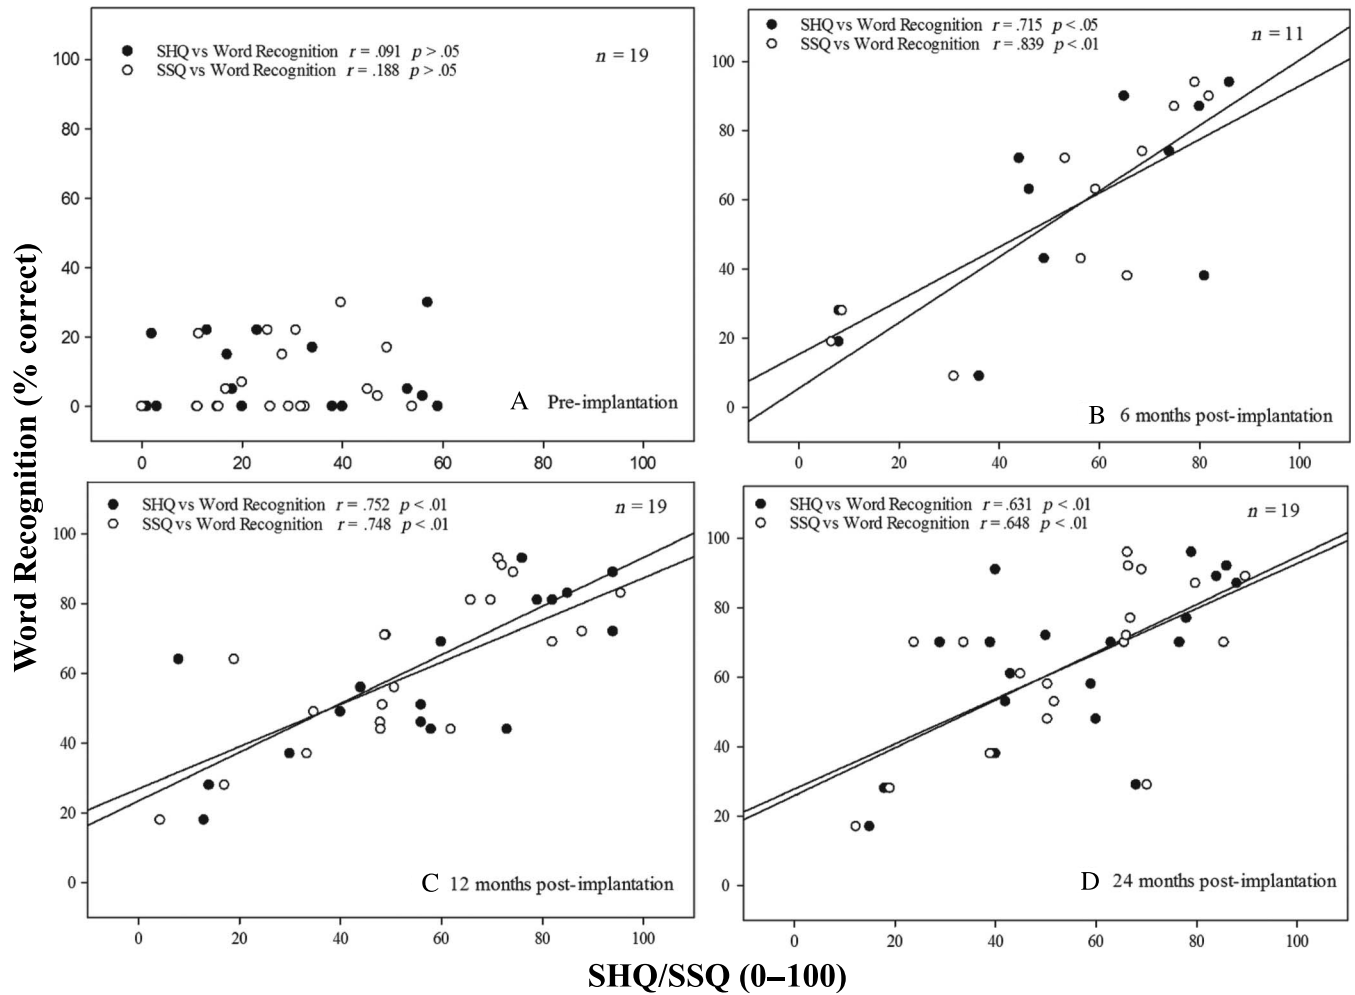 Word Recognition (% correct)
SHQ vs Word Recognition r = .091 p > .05
SSQ vs Word Recognition r = .188 p > .05
n = 19
100
80
60
40
20
0
A Pre-implantation
0 20 40 60 80 100
SHQ vs Word Recognition r = .715 p < .05
SSQ vs Word Recognition r = .839 p < .01
n = 11
100
80
60
40
20
0
B 6 months post-implantation
0 20 40 60 80 100
SHQ vs Word Recognition r = .752 p < .01
SSQ vs Word Recognition r = .748 p < .01
n = 19
100
80
60
40
20
0
C 12 months post-implantation
0 20 40 60 80 100
SHQ vs Word Recognition r =.631 p < .01
SSQ vs Word Recognition r =.648 p < .01
n = 19
100
80
60
40
20
0
D 24 months post-implantation
0 20 40 60 80 100
SHQ/SSQ (0–100)